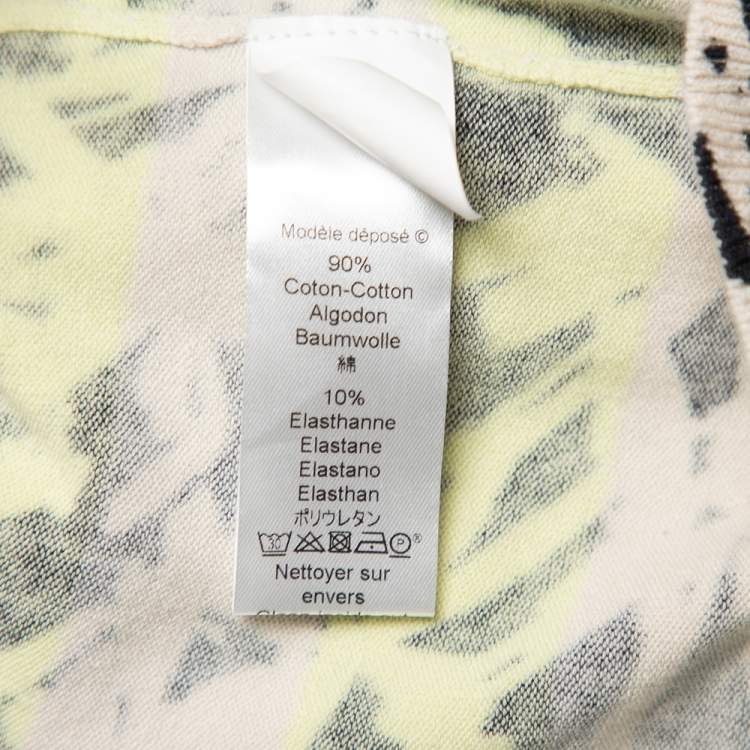 Modèle déposé ©
90%
Coton-Cotton
Algodon
Baumwolle
綿
10%
Elasthanne
Elastane
Elastano
Elasthan
ポリウレタン
30 P ®
Nettoyer sur
envers